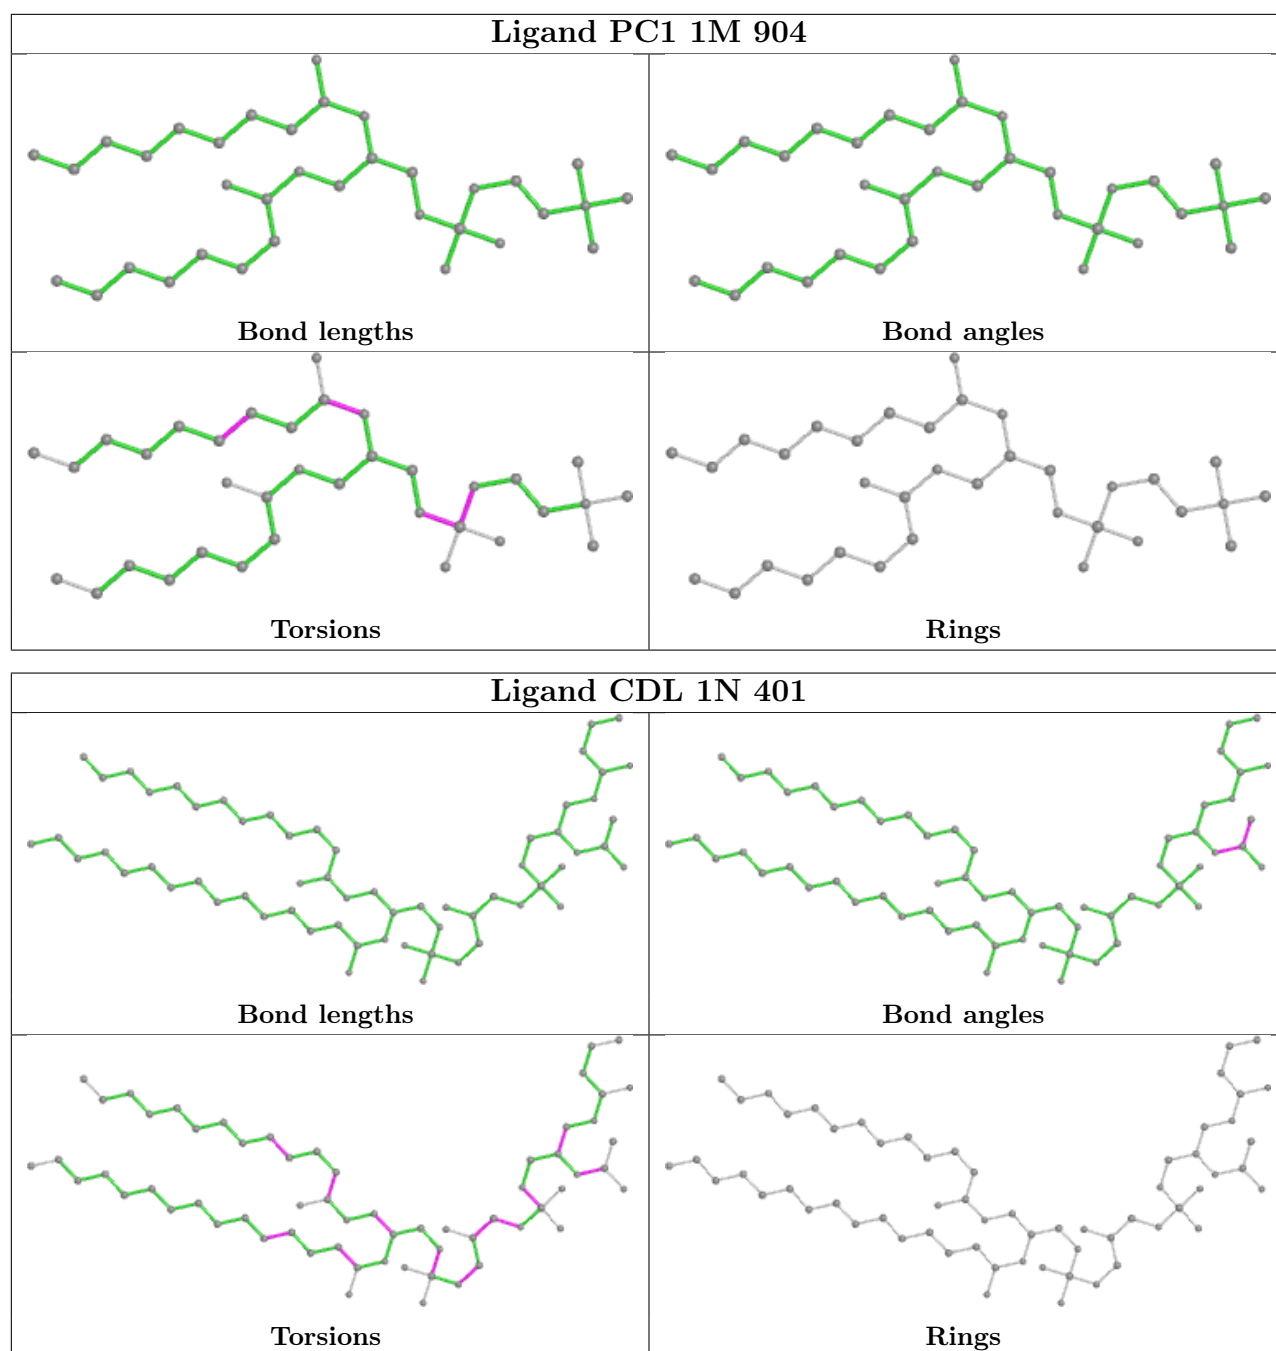 Ligand PC1 1M 904
Bond lengths
Bond angles
Torsions
Rings
Ligand CDL 1N 401
Bond lengths
Bond angles
Torsions
Rings